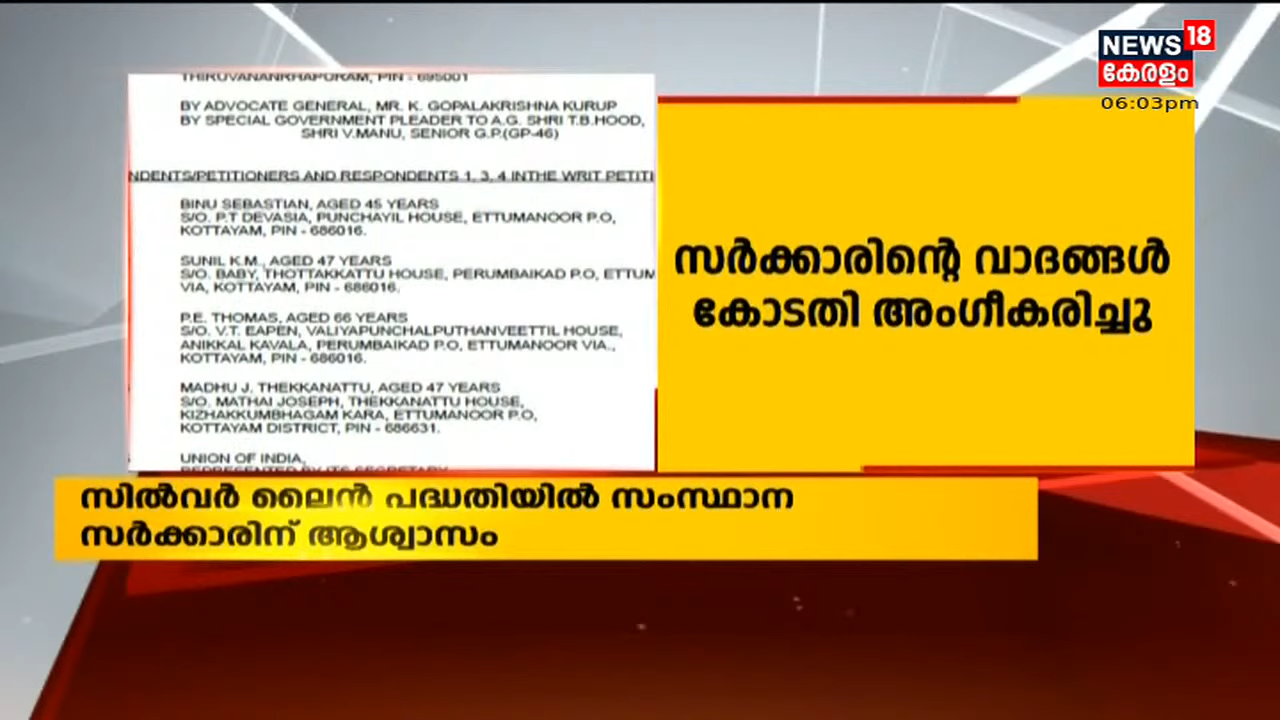 NEWS 18
കേരളം
06:03pm
THIRUVANANTHAPURAM, PIN - 695001
BY ADVOCATE GENERAL, MR. K. GOPALAKRISHNA KURUP
BY SPECIAL GOVERNMENT PLEADER TO A.G. SHRI T.B.HOOD,
SHRI V.MANU, SENIOR G.P.(GP-46)
NDENTS/PETITIONERS AND RESPONDENTS 1, 3, 4 INTHE WRIT PETITI
BINU SEBASTIAN, AGED 45 YEARS
S/O. P.T DEVASIA, PUNCHAYIL HOUSE, ETTUMANOOR P.O,
KOTTAYAM, PIN - 686016.
SUNIL K.M., AGED 47 YEARS
S/O. BABY, THOTTAKKATTU HOUSE, PERUMBAIKAD P.O, ETTUM
VIA, KOTTAYAM, PIN - 686016.
P.E. THOMAS, AGED 66 YEARS
S/O. V.T. EAPEN, VALIYAPUNCHALPUTHANVEETTIL HOUSE,
ANIKKAL KAVALA, PERUMBAIKAD P.O, ETTUMANOOR VIA.,
KOTTAYAM, PIN - 686016.
MADHU J. THEKKANATTU, AGED 47 YEARS
S/O. MATHAI JOSEPH, THEKKANATTU HOUSE,
KIZHAKKUMBHAGAM KARA, ETTUMANOOR P.O,
KOTTAYAM DISTRICT, PIN - 686631.
UNION OF INDIA,
REPRESENTED BY ITS SECRETARY
സർക്കാരിന്റെ വാദങ്ങൾ
കോടതി അംഗീകരിച്ചു
സിൽവർ ലൈൻ പദ്ധതിയിൽ സംസ്ഥാന
സർക്കാരിന് ആശ്വാസം